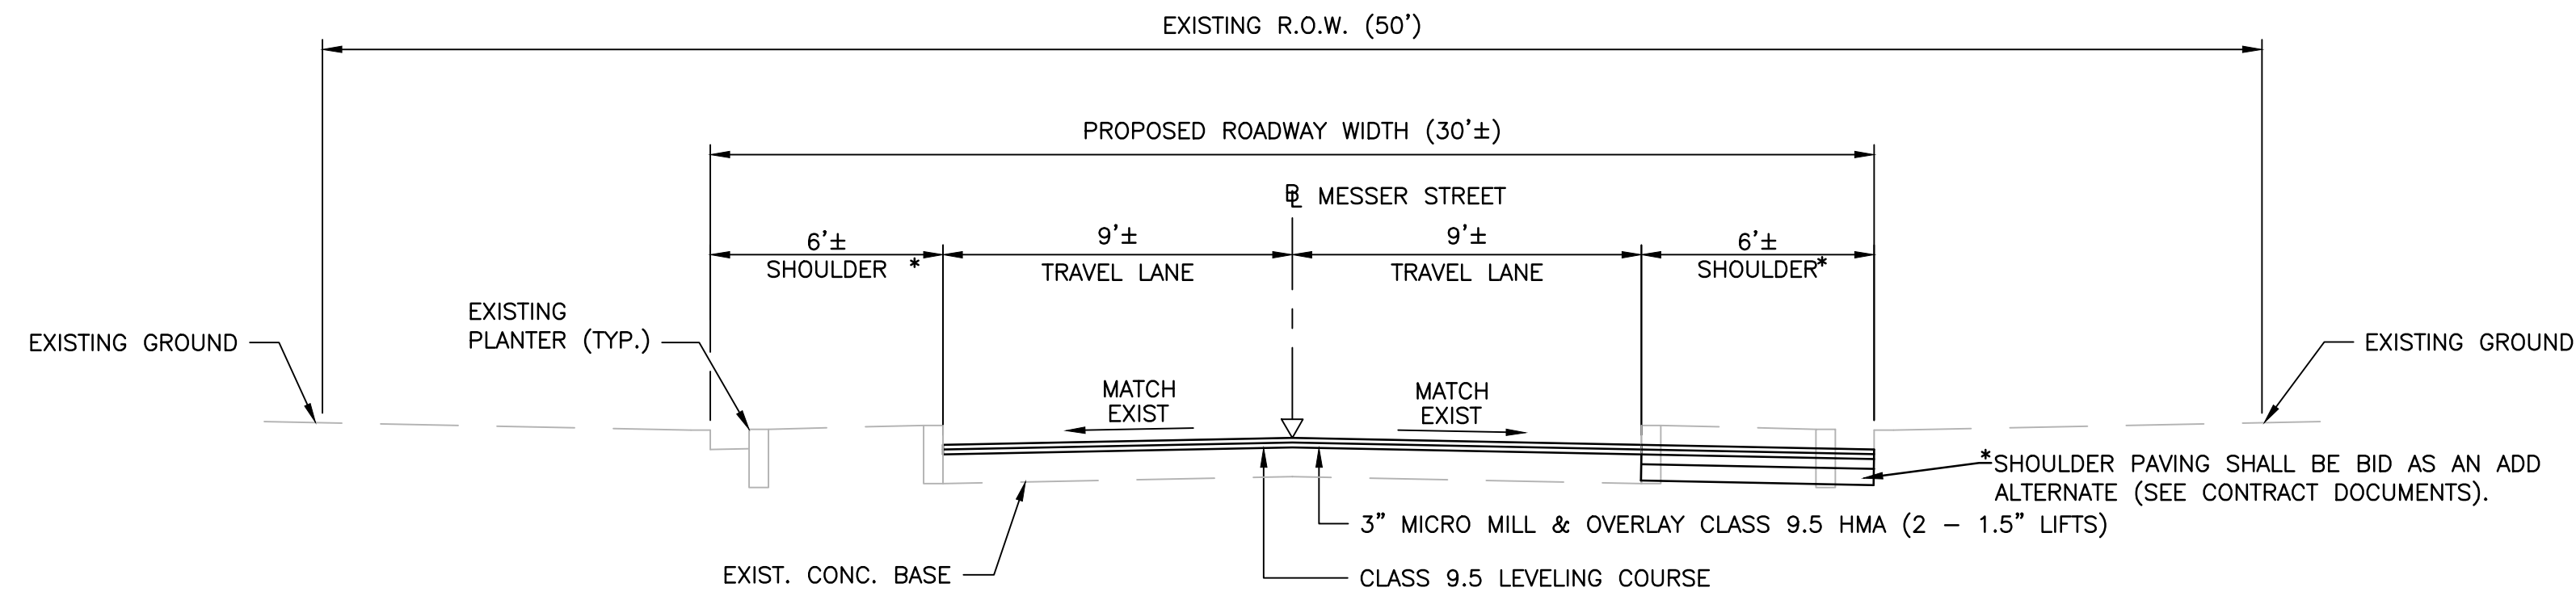 EXISTING R.O.W. (50')
PROPOSED ROADWAY WIDTH (30'±)
BL MESSER STREET
6'±
SHOULDER *
9'±
TRAVEL LANE
9'±
TRAVEL LANE
6'±
SHOULDER*
EXISTING GROUND
EXISTING
PLANTER (TYP.)
EXISTING GROUND
MATCH
EXIST
MATCH
EXIST
*SHOULDER PAVING SHALL BE BID AS AN ADD
ALTERNATE (SEE CONTRACT DOCUMENTS).
3" MICRO MILL & OVERLAY CLASS 9.5 HMA (2 – 1.5" LIFTS)
EXIST. CONC. BASE
CLASS 9.5 LEVELING COURSE